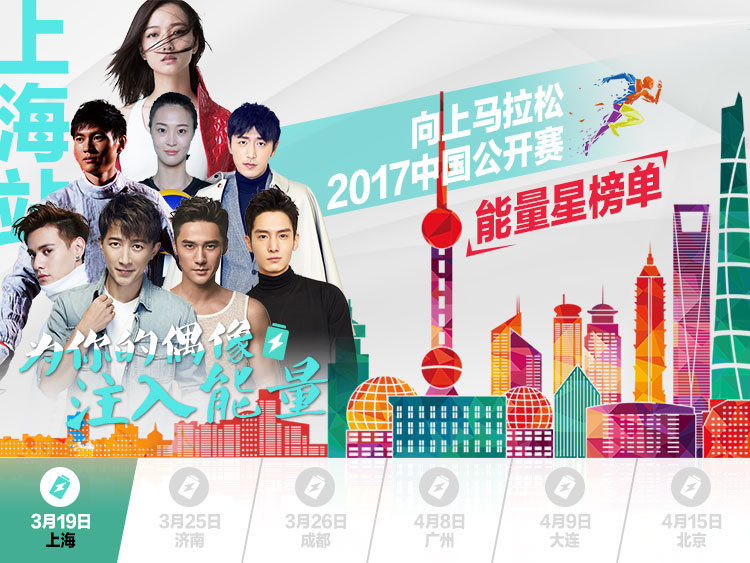 上海站
向上马拉松
2017中国公开赛
能量星榜单
为你的偶像
注入能量
3月19日
上海
3月25日
济南
3月26日
成都
4月8日
广州
4月9日
大连
4月15日
北京